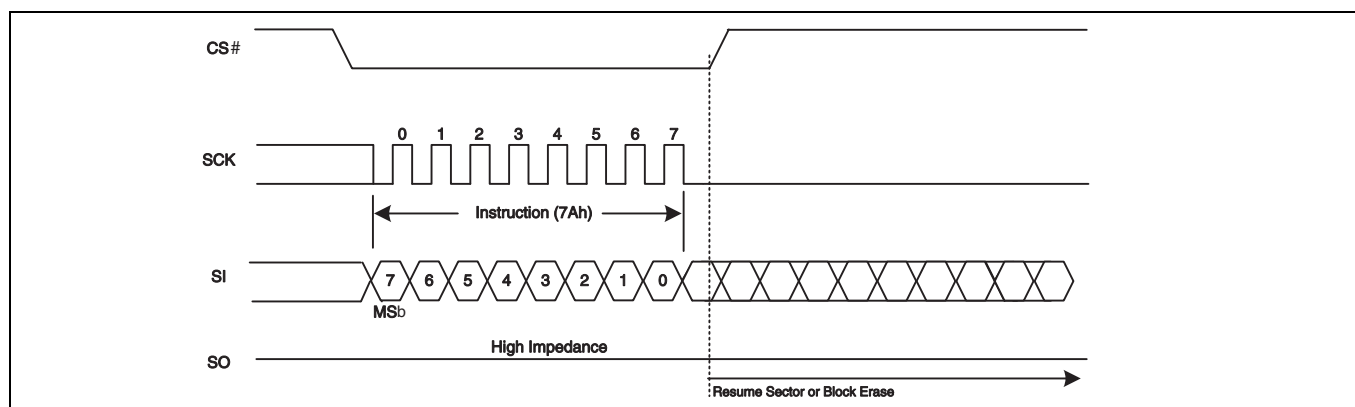 CS#
SCK
0 1 2 3 4 5 6 7
Instruction (7Ah)
SI
7 6 5 4 3 2 1 0
MSb
High Impedance
SO
Resume Sector or Block Erase